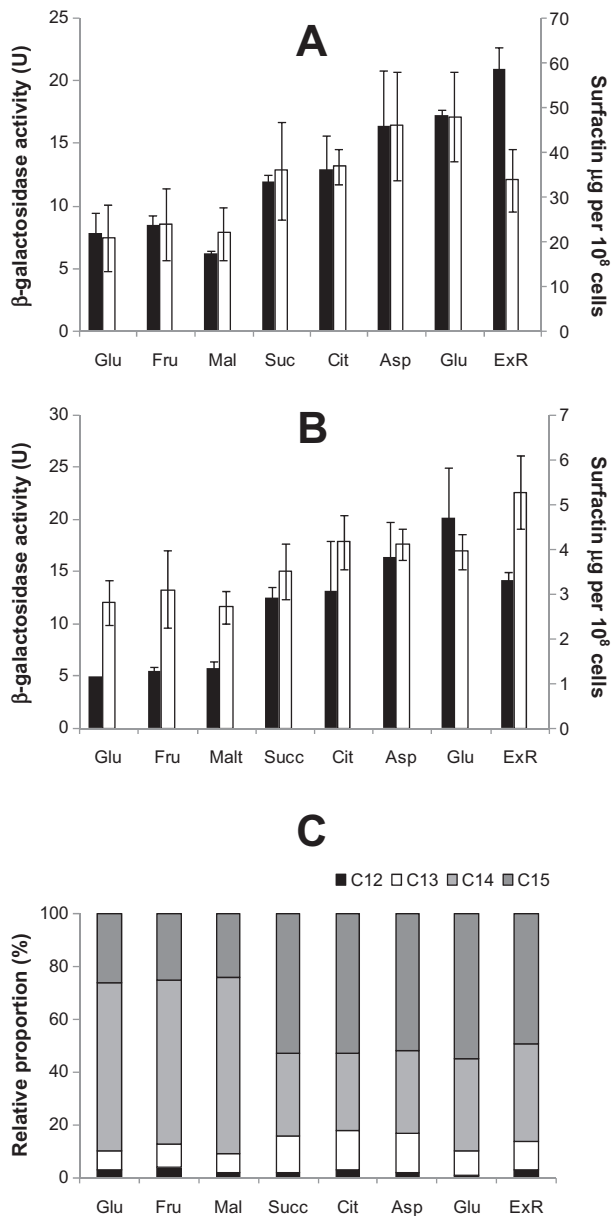 A
β-galactosidase activity (U)
25
20
15
10
5
0
70
60
50
40
30
20
10
0
Surfactin µg per 10⁸ cells
Glu Fru Mal Suc Cit Asp Glu ExR
B
β-galactosidase activity (U)
30
25
20
15
10
5
0
7
6
5
4
3
2
1
0
Surfactin µg per 10⁸ cells
Glu Fru Malt Succ Cit Asp Glu ExR
C
C12 C13 C14 C15
Relative proportion (%)
100
80
60
40
20
0
Glu Fru Mal Succ Cit Asp Glu ExR